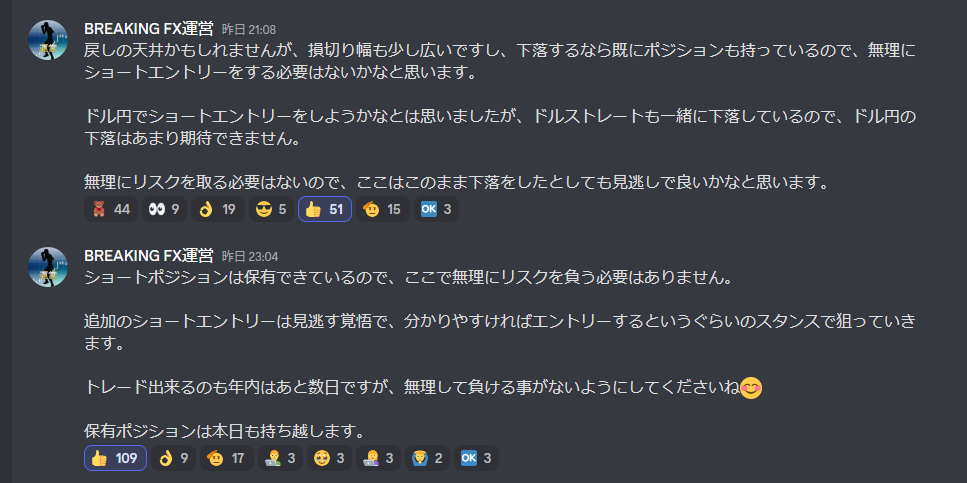 BREAKING FX運営 昨日 21:08
戻しの天井かもしれませんが、損切り幅も少し広いですし、下落するなら既にポジションも持っているので、無理に
ショートエントリーをする必要はないかなと思います。
ドル円でショートエントリーをしようかなとは思いましたが、ドルストレートも一緒に下落しているので、ドル円の
下落はあまり期待できません。
無理にリスクを取る必要はないので、ここはこのまま下落をしたとしても見逃しで良いかなと思います。
44 9 19 5 51 15 OK 3
BREAKING FX運営 昨日 23:04
ショートポジションは保有できているので、ここで無理にリスクを負う必要はありません。
追加のショートエントリーは見逃す覚悟で、分かりやすければエントリーするというぐらいのスタンスで狙っていき
ます。
トレード出来るのも年内はあと数日ですが、無理して負ける事がないようにしてくださいね😊
保有ポジションは本日も持ち越します。
109 9 17 3 3 3 2 OK 3